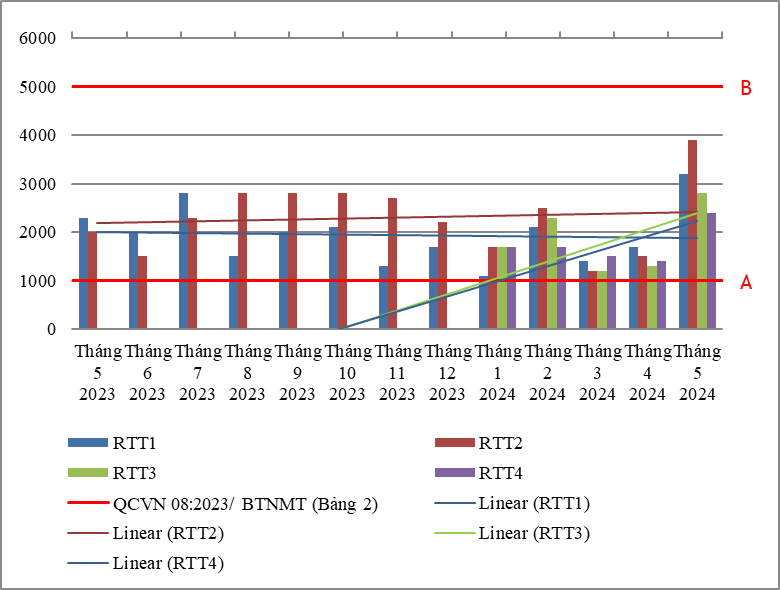 6000
5000
B
4000
3000
2000
1000
A
0
Tháng Tháng Tháng Tháng Tháng Tháng Tháng Tháng Tháng Tháng Tháng Tháng Tháng
5 6 7 8 9 10 11 12 1 2 3 4 5
2023 2023 2023 2023 2023 2023 2023 2023 2024 2024 2024 2024 2024
RTT1 RTT2
RTT3 RTT4
QCVN 08:2023/ BTNMT (Bảng 2) Linear (RTT1)
Linear (RTT2) Linear (RTT3)
Linear (RTT4)